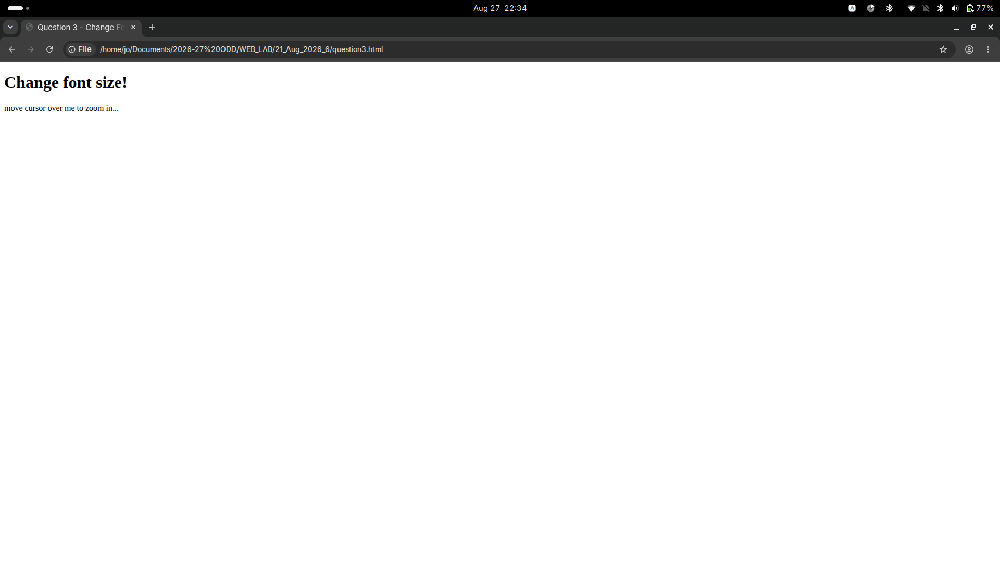 Aug 27 22:34
77%
Question 3 - Change Fo
File
/home/jo/Documents/2026-27%20ODD/WEB_LAB/21_Aug_2026_6/question3.html
Change font size!
move cursor over me to zoom in...